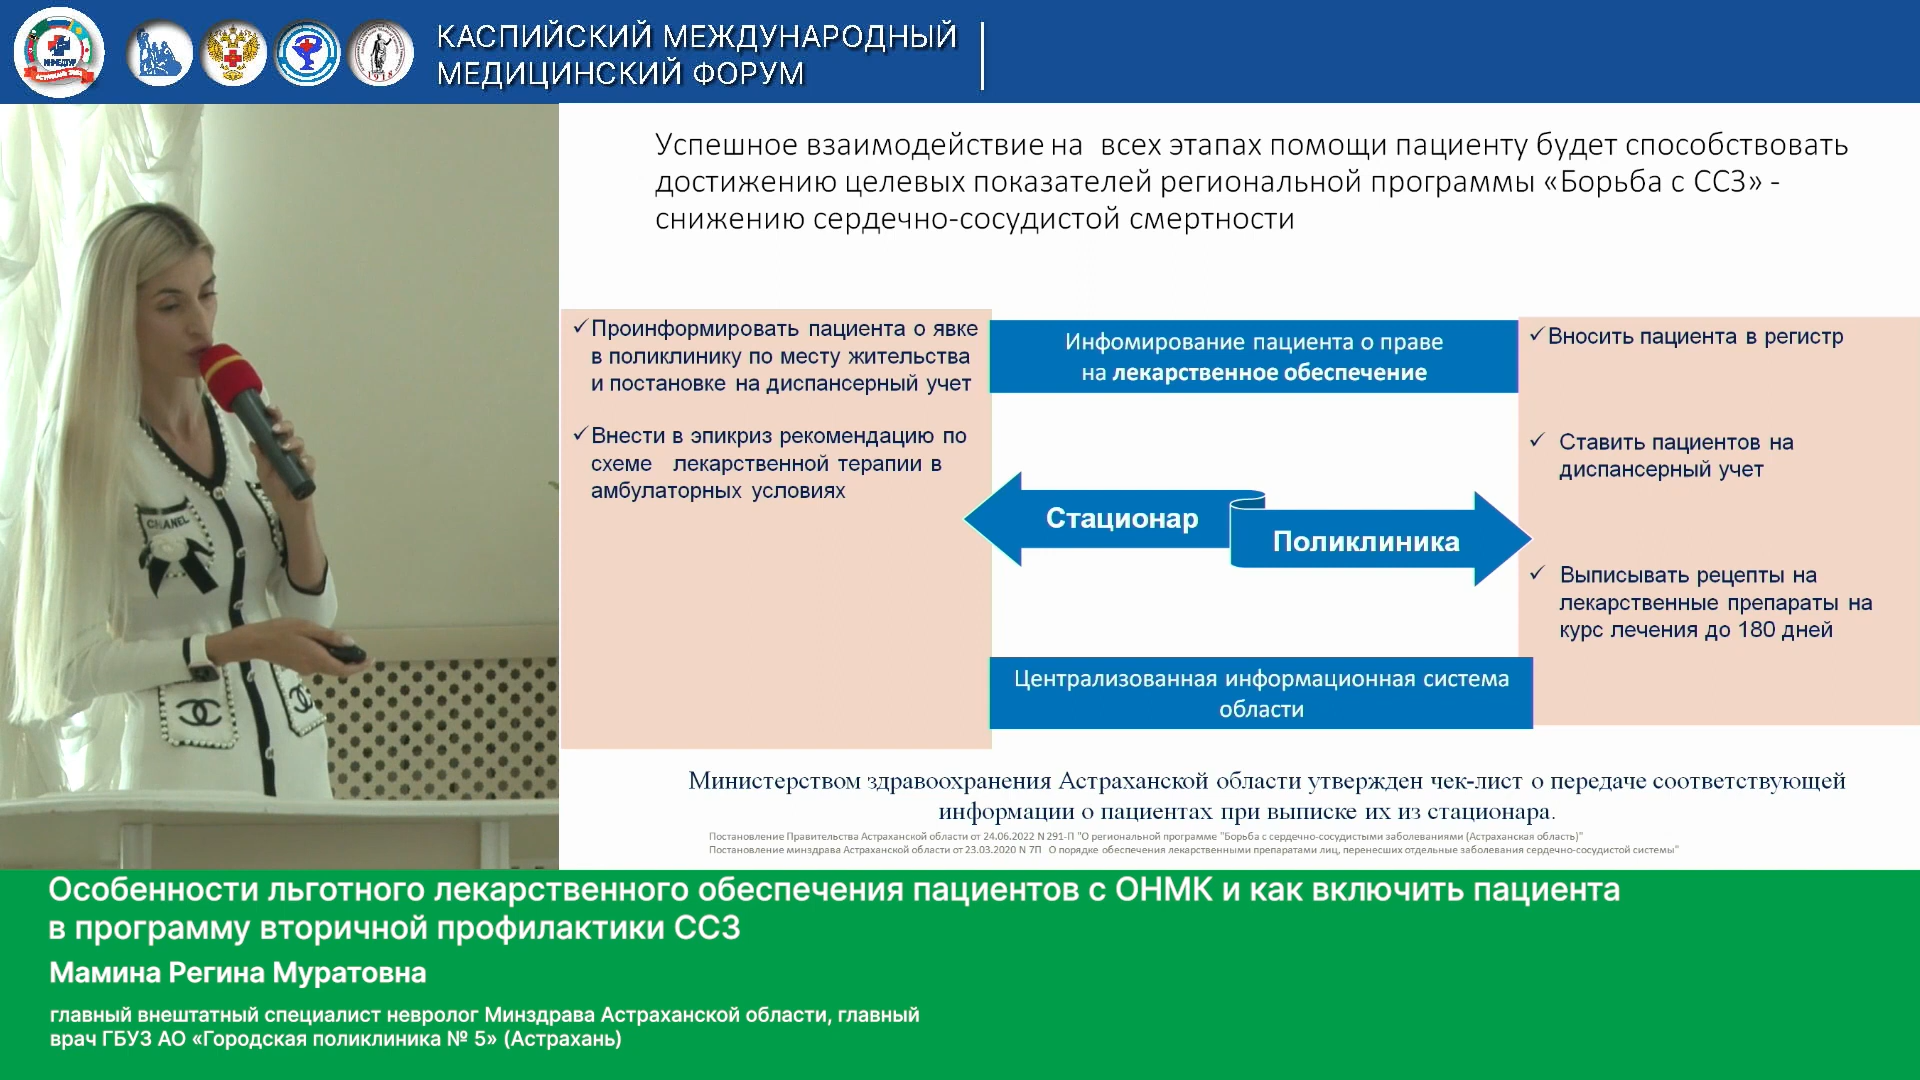 КАСПИЙСКИЙ МЕЖДУНАРОДНЫЙ
МЕДИЦИНСКИЙ ФОРУМ
1918
Успешное взаимодействие на всех этапах помощи пациенту будет способствовать
достижению целевых показателей региональной программы «Борьба с ССЗ» -
снижению сердечно-сосудистой смертности
✓Проинформировать пациента о явке
в поликлинику по месту жительства
и постановке на диспансерный учет
✓Внести в эпикриз рекомендацию по
схеме лекарственной терапии в
амбулаторных условиях
Инфомирование пациента о праве
на лекарственное обеспечение
Стационар
Поликлиника
Централизованная информационная система
области
✓Вносить пациента в регистр
✓ Ставить пациентов на
диспансерный учет
✓ Выписывать рецепты на
лекарственные препараты на
курс лечения до 180 дней
Министерством здравоохранения Астраханской области утвержден чек-лист о передаче соответствующей
информации о пациентах при выписке их из стационара.
Постановление Правительства Астраханской области от 24.06.2022 N 291-П "О региональной программе "Борьба с сердечно-сосудистыми заболеваниями (Астраханская область)"
Постановление минздрава Астраханской области от 23.03.2020 N 7П О порядке обеспечения лекарственными препаратами лиц, перенесших отдельные заболевания сердечно-сосудистой системы"
CHANEL
Особенности льготного лекарственного обеспечения пациентов с ОНМК и как включить пациента
в программу вторичной профилактики ССЗ
Мамина Регина Муратовна
главный внештатный специалист невролог Минздрава Астраханской области, главный
врач ГБУЗ АО «Городская поликлиника № 5» (Астрахань)